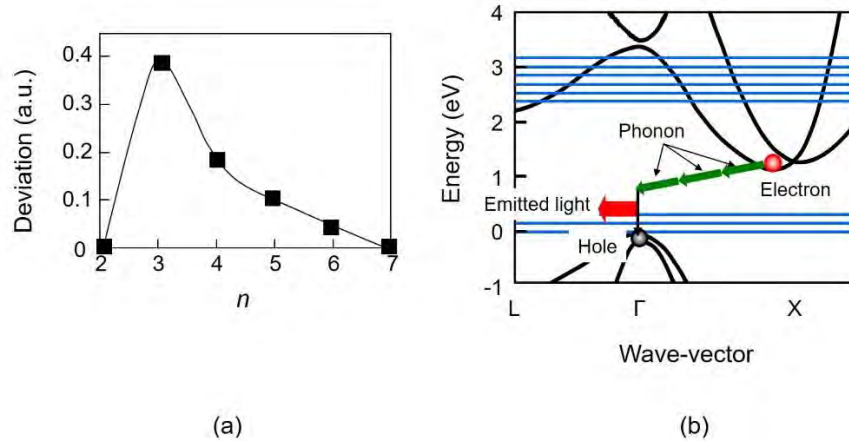 0.4
0.3
0.2
0.1
0
Deviation (a.u.)
2 3 4 5 6 7
n
(a)
4
3
2
1
0
-1
Energy (eV)
Phonon
Electron
Emitted light
Hole
L Γ X
Wave-vector
(b)